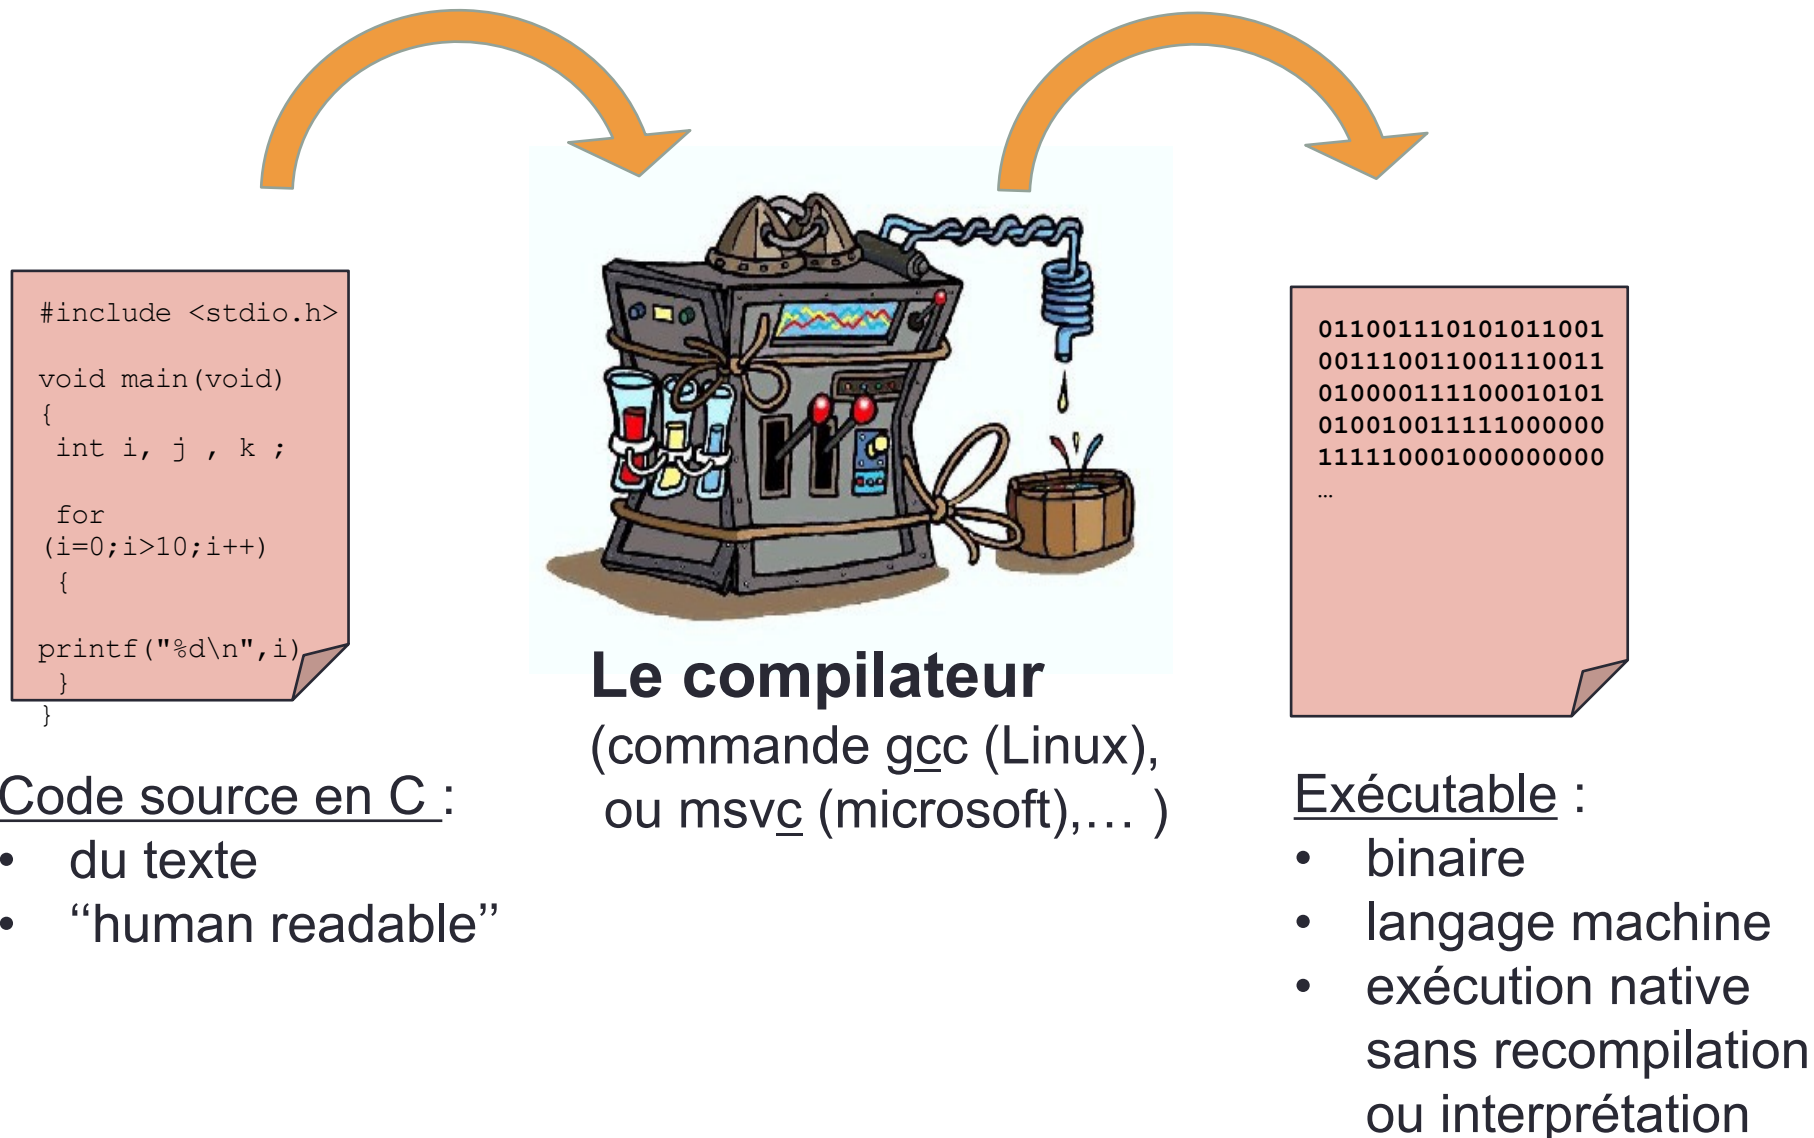 #include <stdio.h>
void main(void)
{
int i, j , k ;
for
(i=0;i>10;i++)
{
printf("%d\n",i)
}
}
Code source en C :
• du texte
• ‘‘human readable’’
Le compilateur
(commande gcc (Linux),
ou msvc (microsoft),… )
011001110101011001
001110011001110011
010000111100010101
010010011111000000
111110001000000000
…
Exécutable :
• binaire
• langage machine
• exécution native
sans recompilation
ou interprétation